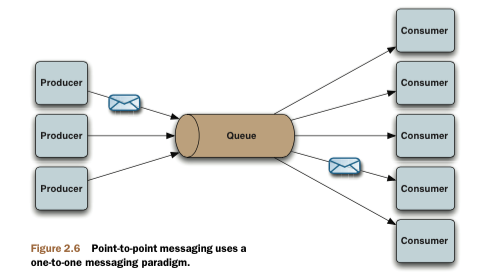 Consumer
Producer
Consumer
Producer
Queue
Consumer
Producer
Consumer
Consumer
Figure 2.6 Point-to-point messaging uses a
one-to-one messaging paradigm.